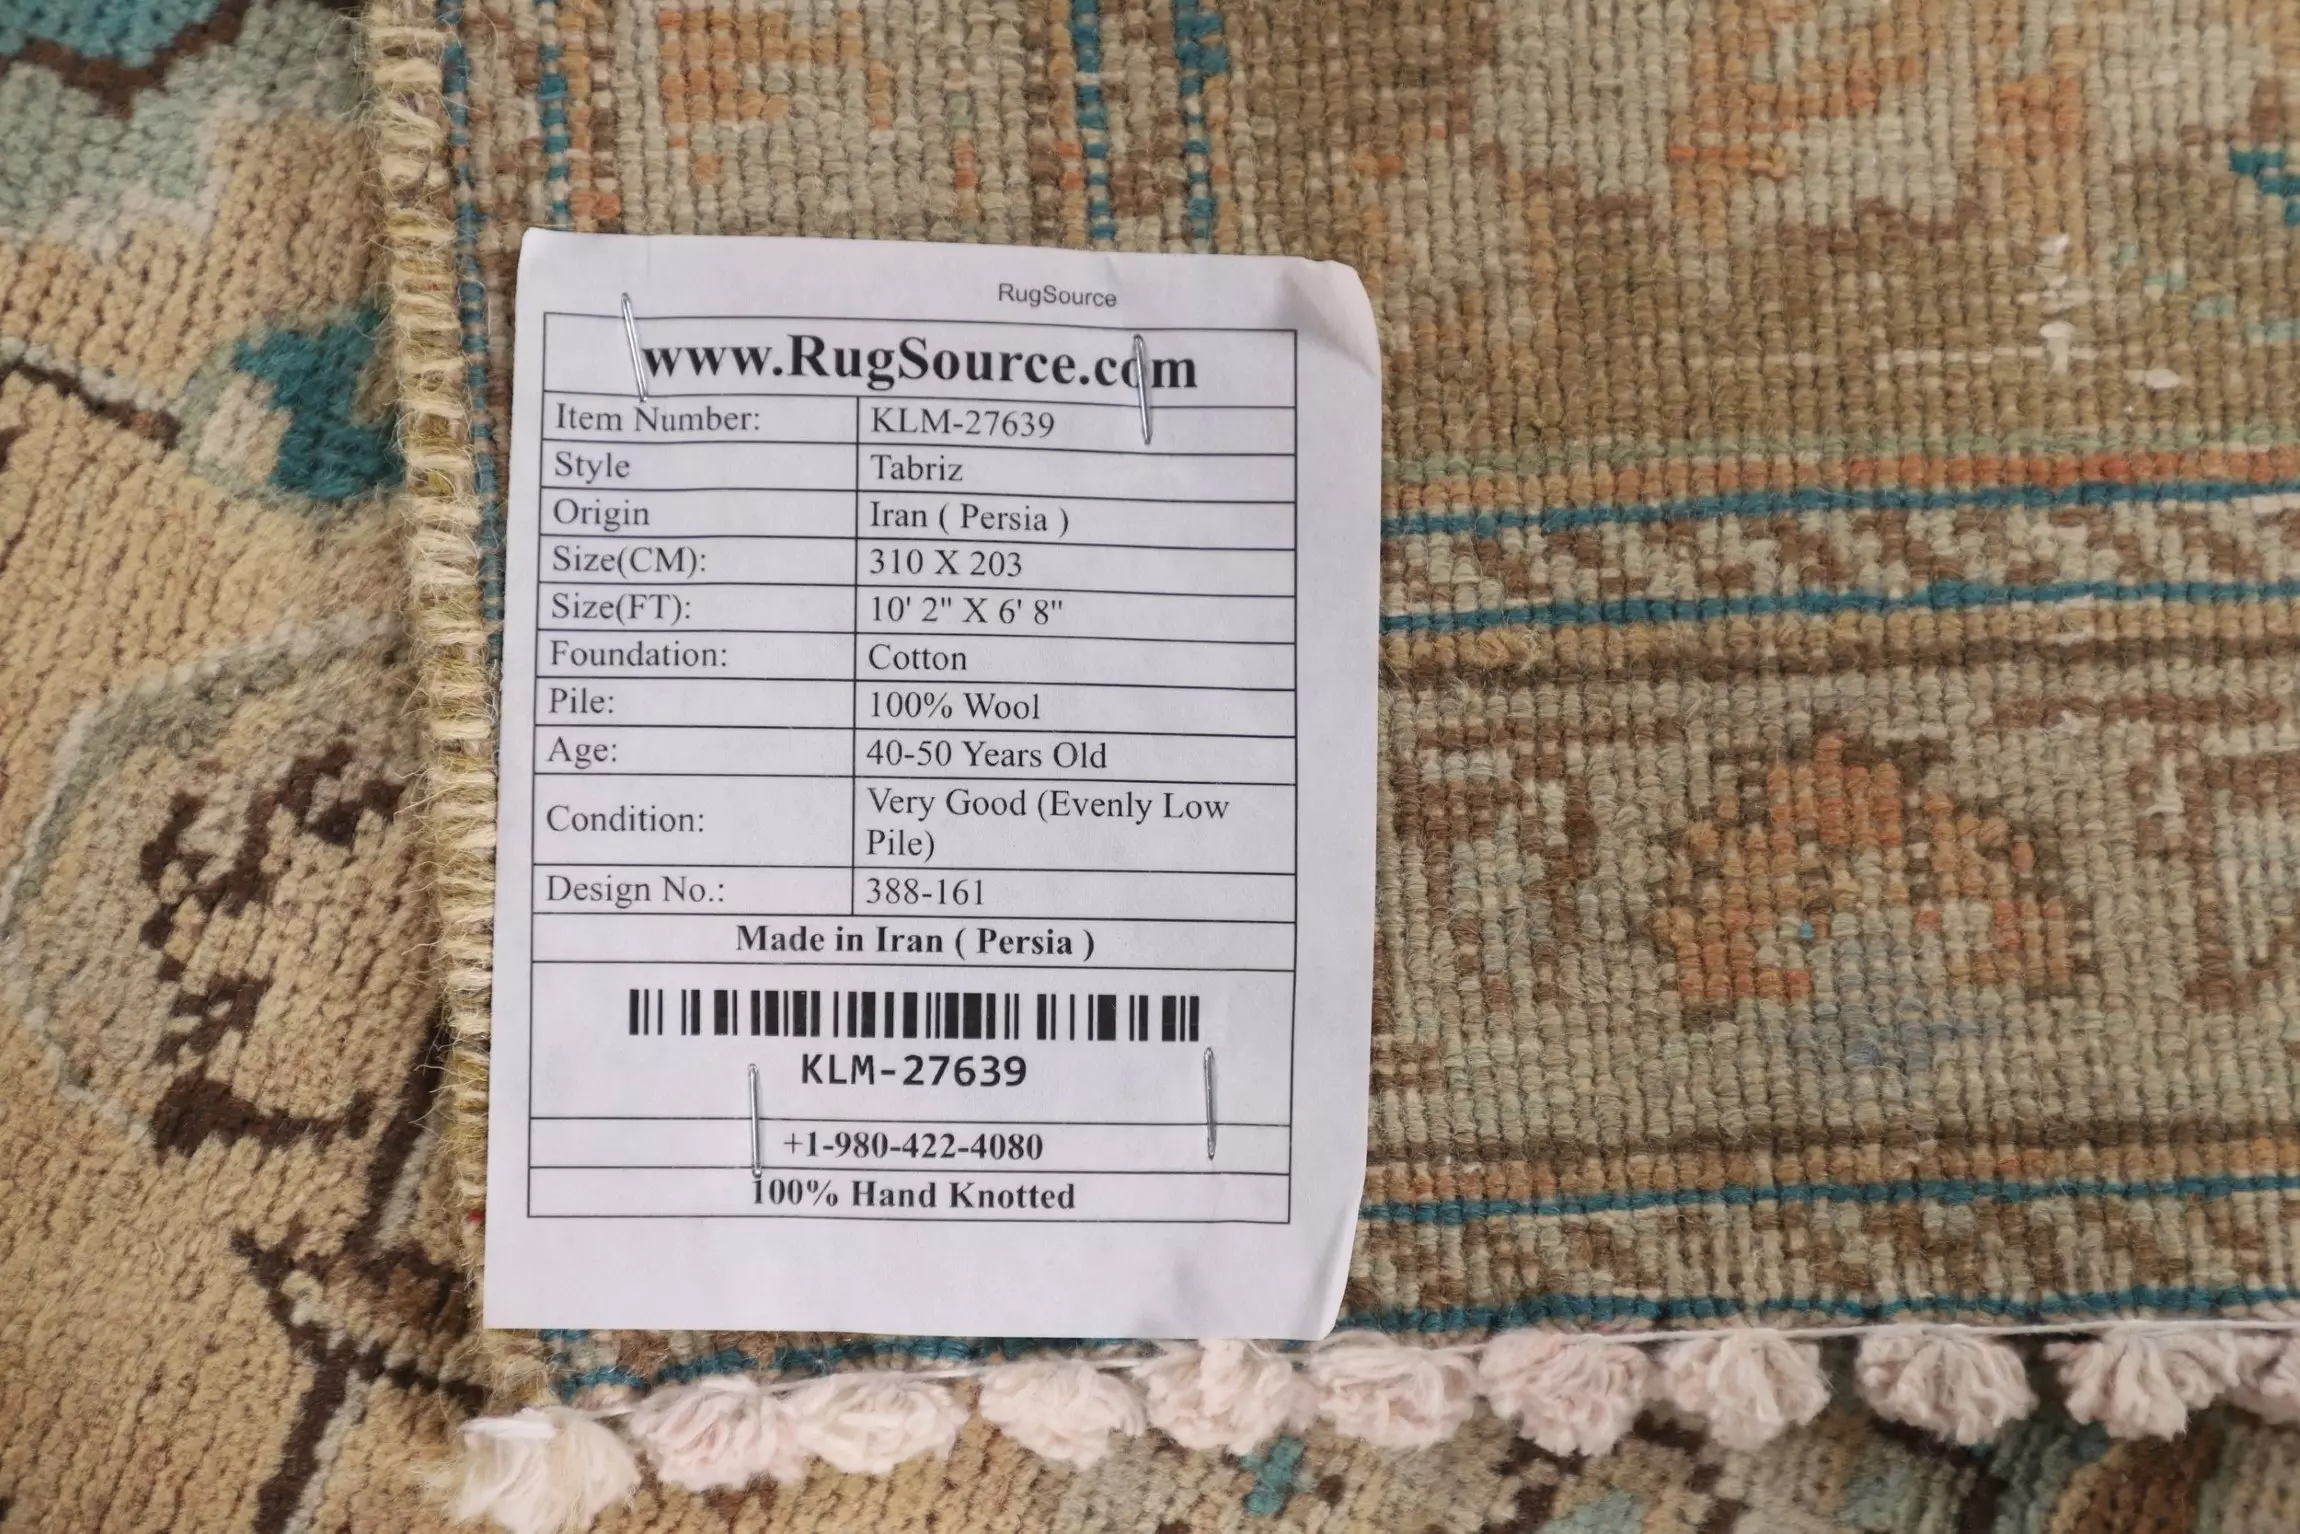 RugSource
www.RugSource.com
Item Number: KLM-27639
Style Tabriz
Origin Iran ( Persia )
Size(CM): 310 X 203
Size(FT): 10' 2" X 6' 8"
Foundation: Cotton
Pile: 100% Wool
Age: 40-50 Years Old
Condition: Very Good (Evenly Low
Pile)
Design No.: 388-161
Made in Iran ( Persia )
KLM-27639
+1-980-422-4080
100% Hand Knotted